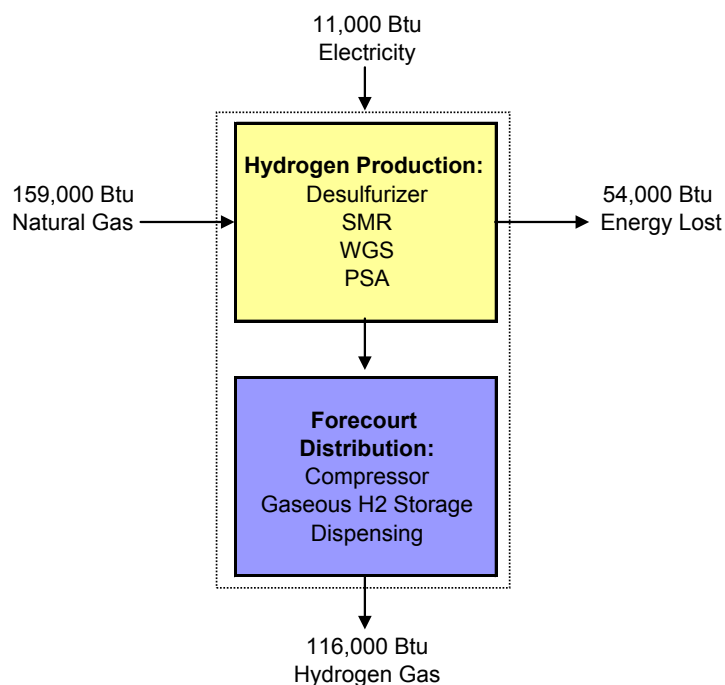 11,000 Btu
Electricity
Hydrogen Production:
Desulfurizer
SMR
WGS
PSA
159,000 Btu
Natural Gas
54,000 Btu
Energy Lost
Forecourt
Distribution:
Compressor
Gaseous H2 Storage
Dispensing
116,000 Btu
Hydrogen Gas